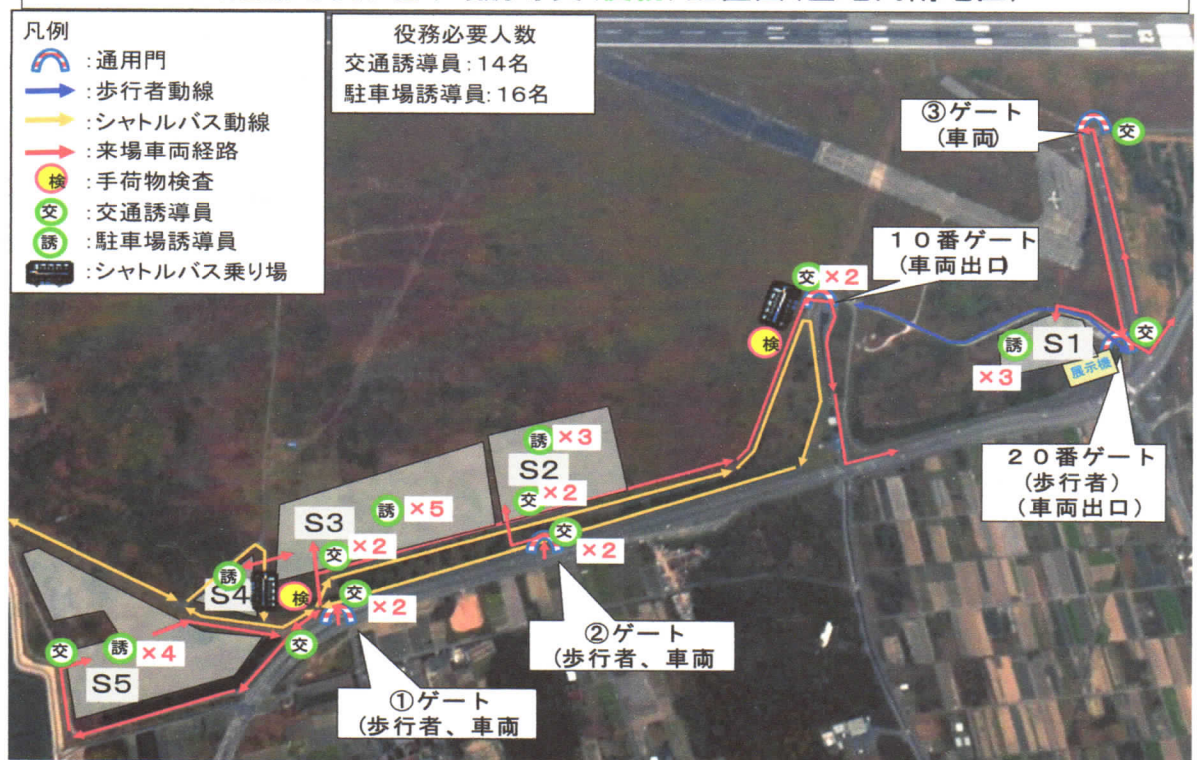 凡例
:通用門
:歩行者動線
:シャトルバス動線
:来場車両経路
検 :手荷物検査
交 :交通誘導員
誘 :駐車場誘導員
:シャトルバス乗り場
役務必要人数
交通誘導員:14名
駐車場誘導員:16名
③ゲート
(車両)
交
10番ゲート
(車両出口)
交 ×2
検
交
誘 S1
×3
展示機
20番ゲート
(歩行者)
(車両出口)
誘 ×3
S2
交 ×2
交
×2
誘 ×5
S3
交 ×2
誘
S4
検
交
×2
交
交
誘 ×4
S5
②ゲート
(歩行者、車両
①ゲート
(歩行者、車両